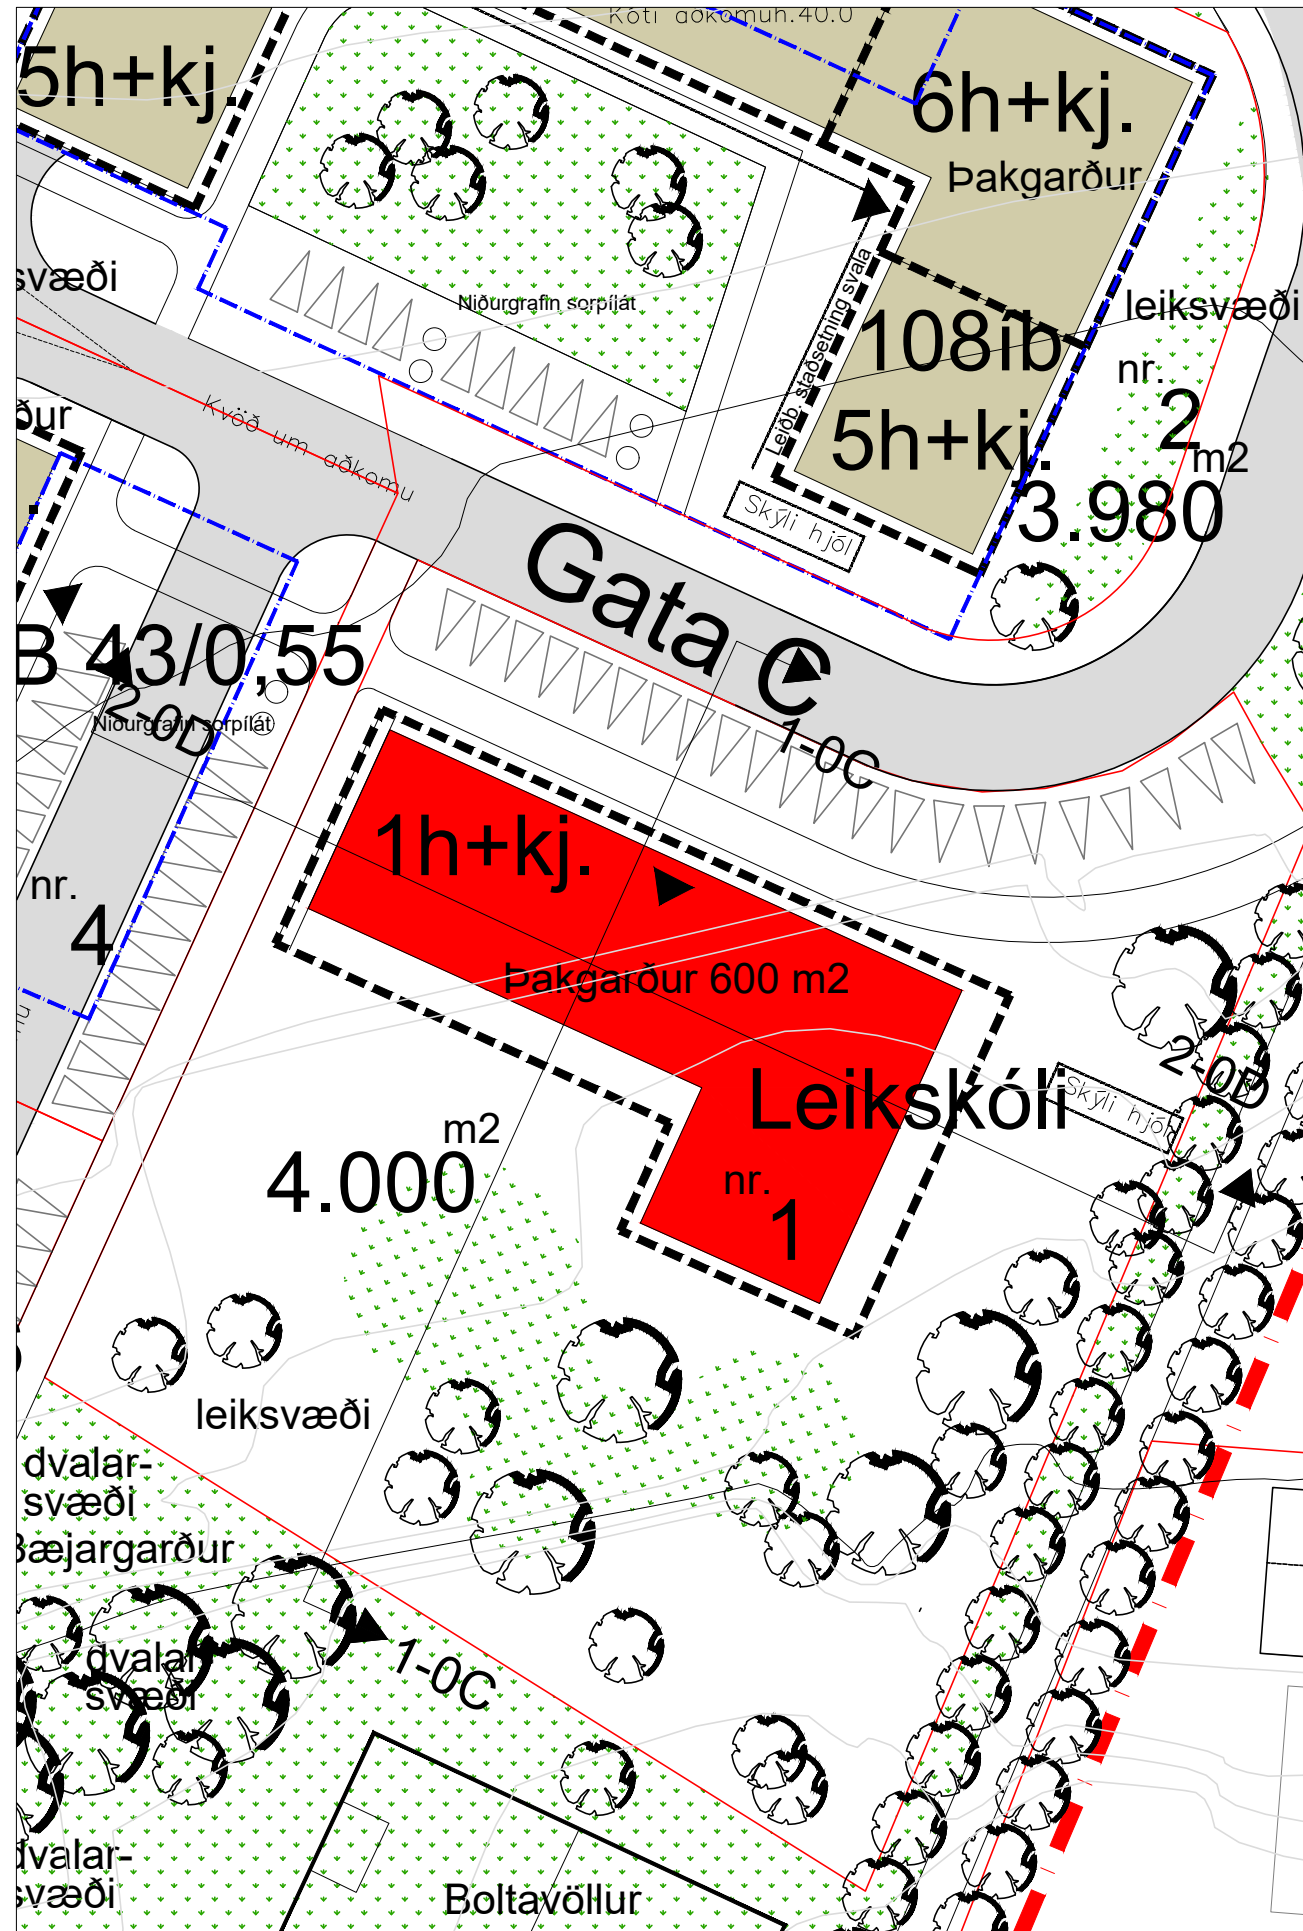 Kóti aðkomuh.40.0
5h+kj.
6h+kj.
Þakgarður
svæði
Niðurgrafin sorpílát
Leiðb. staðsetning svala
leiksvæði
108íb
nr.
2
ður
Kvöð um aðkomu
5h+kj.
m2
3.980
Skýli hjól
Gata C
B 43/0,55
2-0D
Niðurgrafin sorpílát
1-0C
1h+kj.
nr.
4
Þakgarður 600 m2
2-0D
Leikskóli
Skýli hjól
m2
4.000
nr.
1
leiksvæði
dvalar-
svæði
Bæjargarður
dvalar-
svæði
1-0C
dvalar-
svæði
Boltavöllur